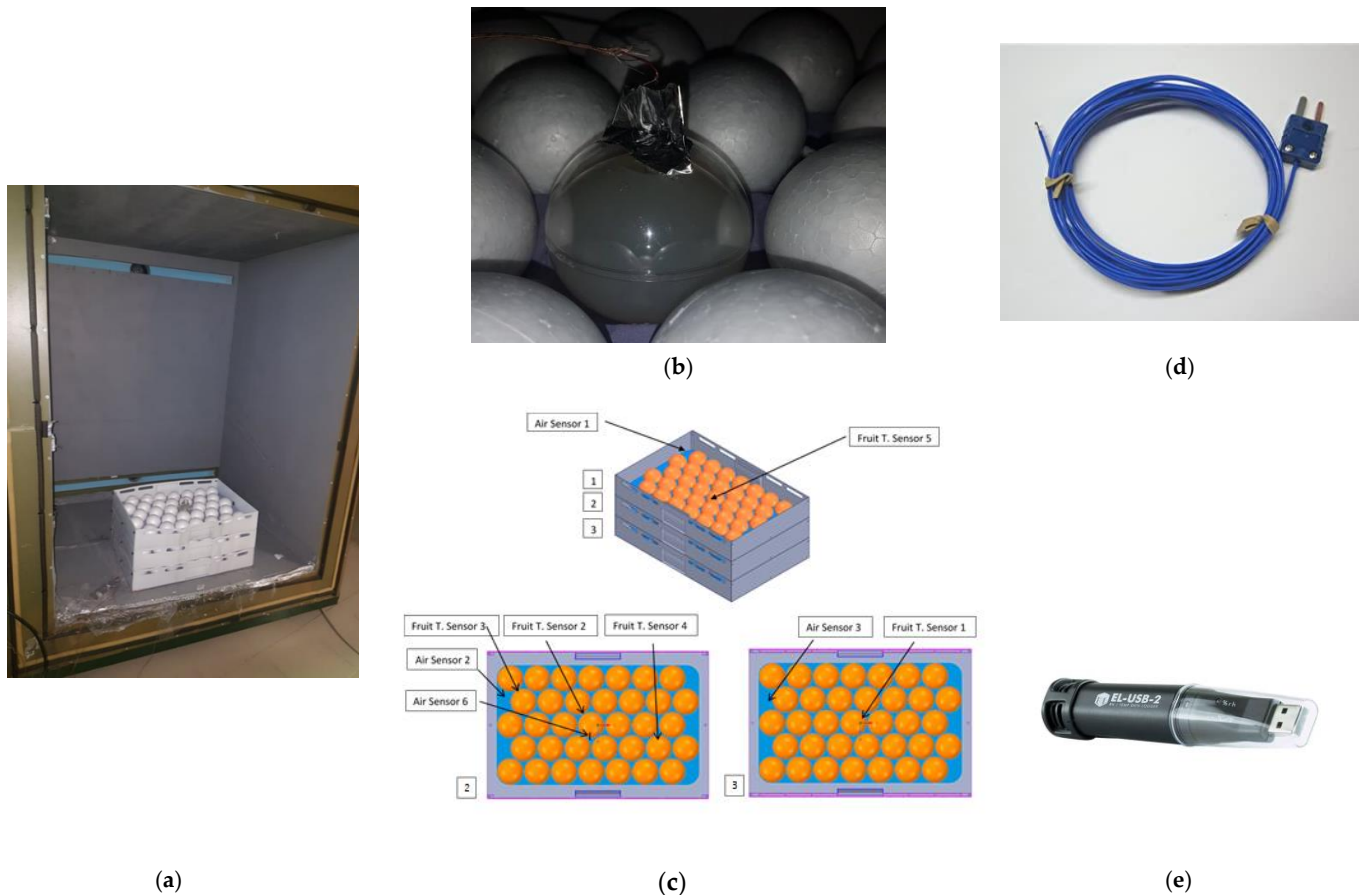 (a)
(b)
Air Sensor 1
Fruit T. Sensor 5
1
2
3
Fruit T. Sensor 3
Fruit T. Sensor 2
Fruit T. Sensor 4
Air Sensor 2
Air Sensor 6
2
Air Sensor 3
Fruit T. Sensor 1
3
(c)
(d)
EL-USB-2
(e)